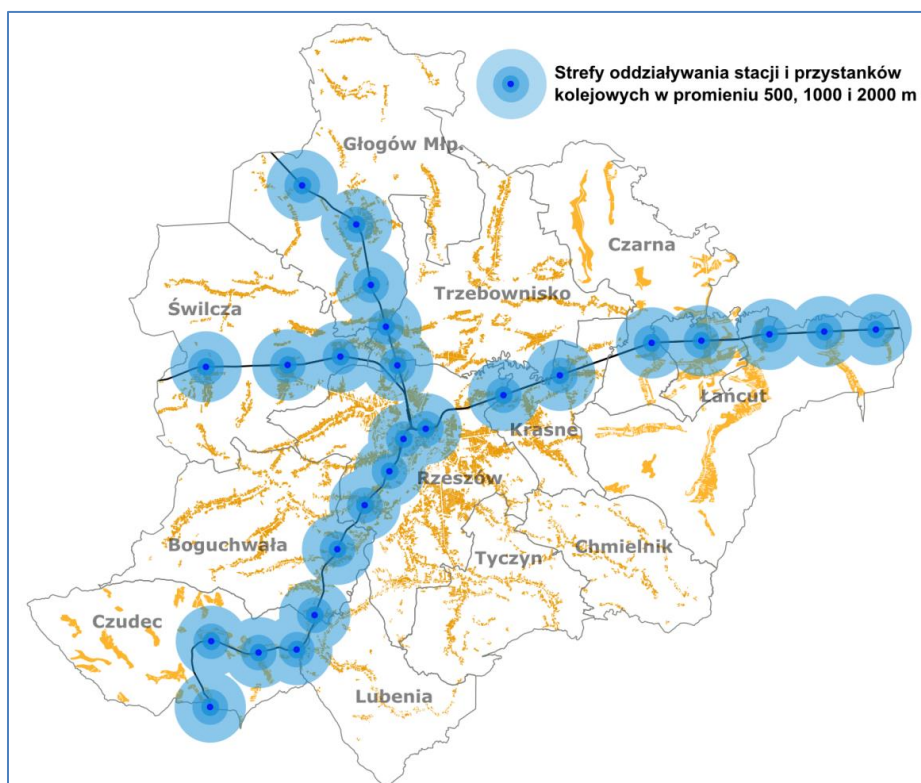 Strefy oddziaływania stacji i przystanków
kolejowych w promieniu 500, 1000 i 2000 m
Głogów Młp.
Czarna
Trzebownisko
Świlcza
Łańcut
Krasne
Rzeszów
Boguchwała
Chmielnik
Tyczyn
Czudec
Lubenia